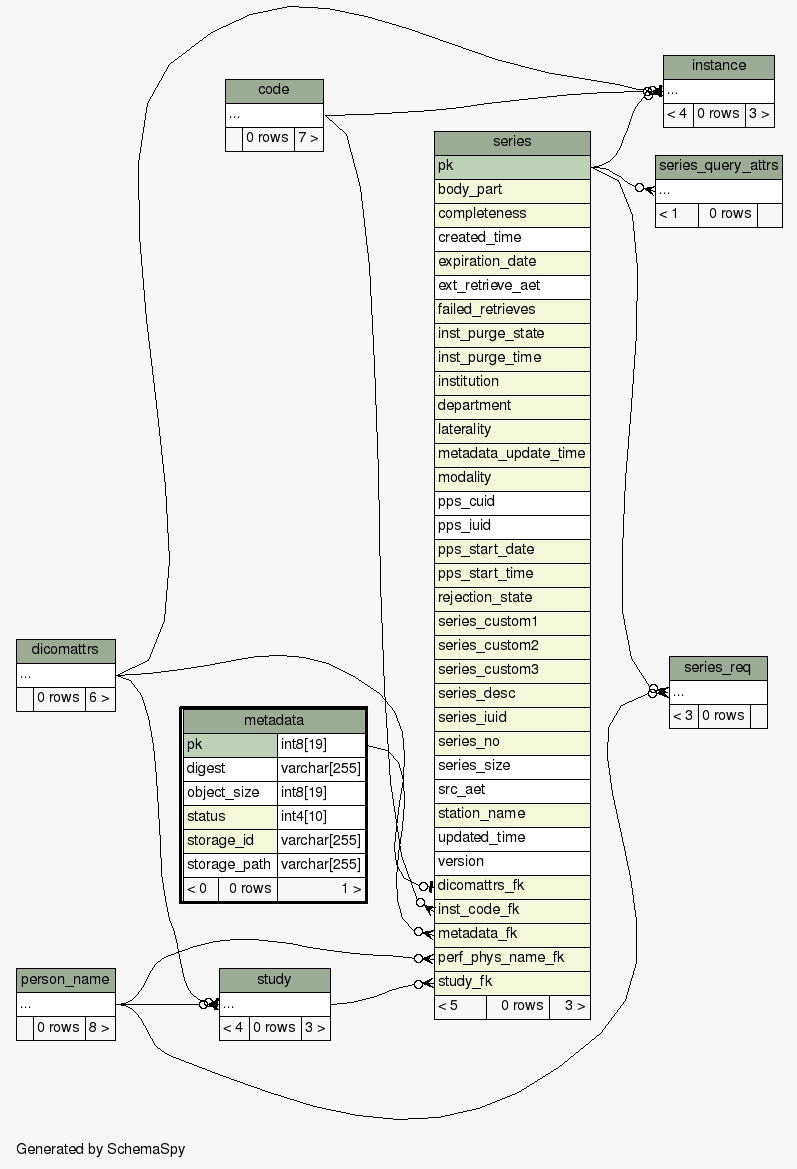 instance
...
< 4 0 rows 3 >
code
...
0 rows 7 >
series
pk
body_part
completeness
created_time
expiration_date
ext_retrieve_aet
failed_retrieves
inst_purge_state
inst_purge_time
institution
department
laterality
metadata_update_time
modality
pps_cuid
pps_iuid
pps_start_date
pps_start_time
rejection_state
series_custom1
series_custom2
series_custom3
series_desc
series_iuid
series_no
series_size
src_aet
station_name
updated_time
version
dicomattrs_fk
inst_code_fk
metadata_fk
perf_phys_name_fk
study_fk
< 5 0 rows 3 >
series_query_attrs
...
< 1 0 rows
dicomattrs
...
0 rows 6 >
series_req
...
< 3 0 rows
metadata
pk int8[19]
digest varchar[255]
object_size int8[19]
status int4[10]
storage_id varchar[255]
storage_path varchar[255]
< 0 0 rows 1 >
person_name
...
0 rows 8 >
study
...
< 4 0 rows 3 >
Generated by SchemaSpy